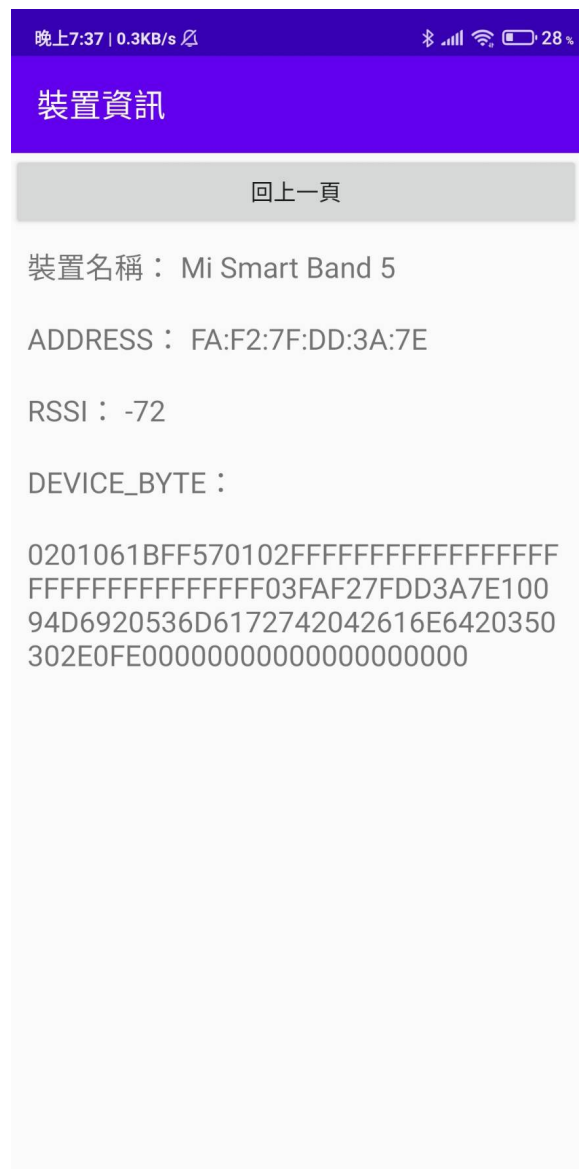 晚上7:37 | 0.3KB/s
28%
裝置資訊
回上一頁
裝置名稱： Mi Smart Band 5
ADDRESS： FA:F2:7F:DD:3A:7E
RSSI： -72
DEVICE_BYTE：
0201061BFF570102FFFFFFFFFFFFFFFFF
FFFFFFFFFFFFFFF03FAF27FDD3A7E100
94D6920536D6172742042616E6420350
302E0FE00000000000000000000